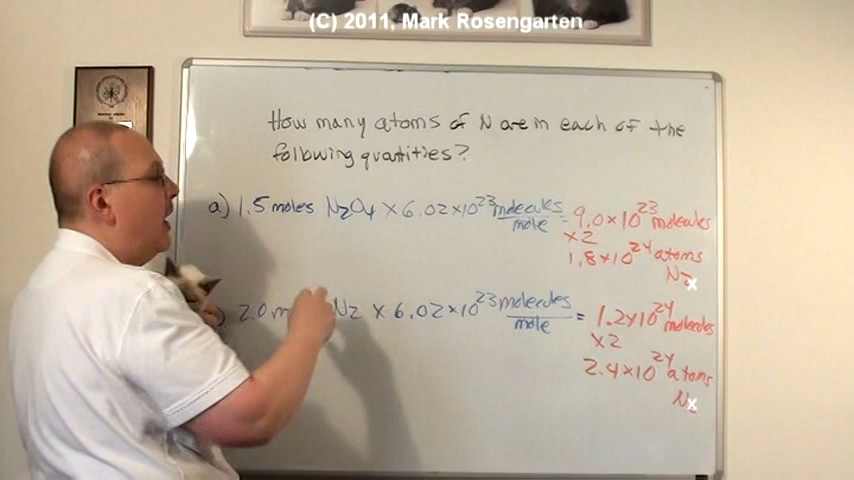 (C) 2011, Mark Rosengarten
How many atoms of N are in each of the
following quantities?
a) 1.5 moles N2O4 x 6.02x10^23 molecules/mole = 9.0x10^23 molecules
x2
1.8x10^24 atoms
N2
x
2.0 m N2 x 6.02x10^23 molecules/mole = 1.2x10^24 molecules
x2
2.4x10^24 atoms
N
x